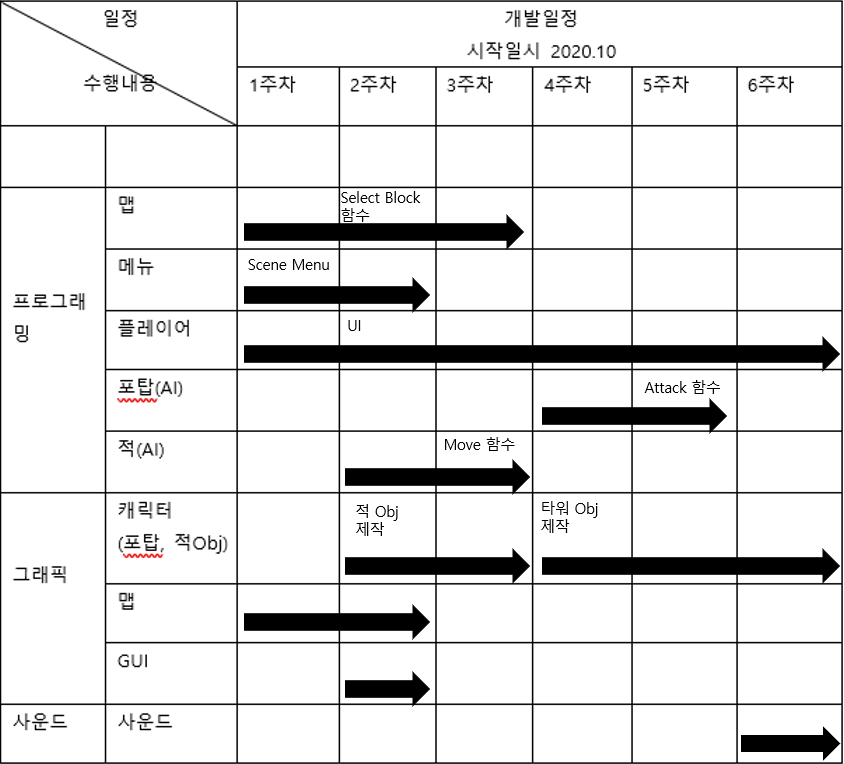 일정
개발일정
시작일시 2020.10
수행내용
1주차
2주차
3주차
4주차
5주차
6주차
프로그래
밍
맵
Select Block
함수
메뉴
Scene Menu
플레이어
UI
포탑(AI)
Attack 함수
적(AI)
Move 함수
그래픽
캐릭터
(포탑, 적Obj)
적 Obj
제작
타워 Obj
제작
맵
GUI
사운드
사운드